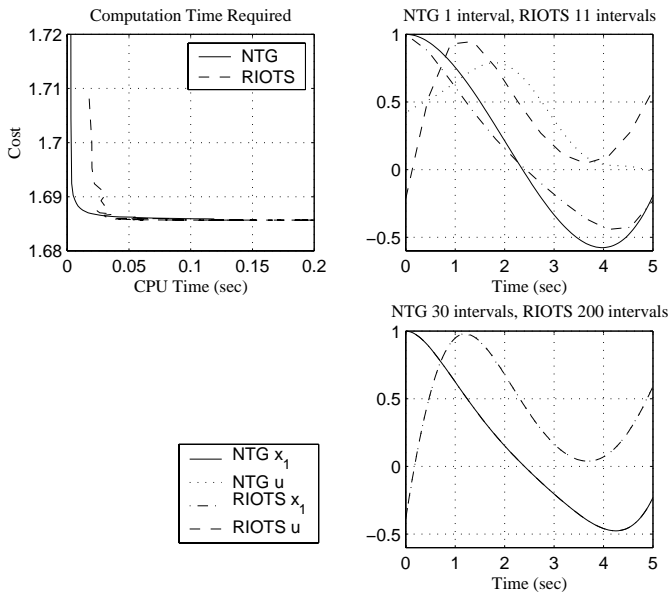 Computation Time Required
1.72
1.71
1.7
1.69
1.68
Cost
NTG
RIOTS
0 0.05 0.1 0.15 0.2
CPU Time (sec)
NTG 1 interval, RIOTS 11 intervals
1
0.5
0
−0.5
0 1 2 3 4 5
Time (sec)
NTG 30 intervals, RIOTS 200 intervals
1
0.5
0
−0.5
0 1 2 3 4 5
Time (sec)
NTG x1
NTG u
RIOTS x1
RIOTS u